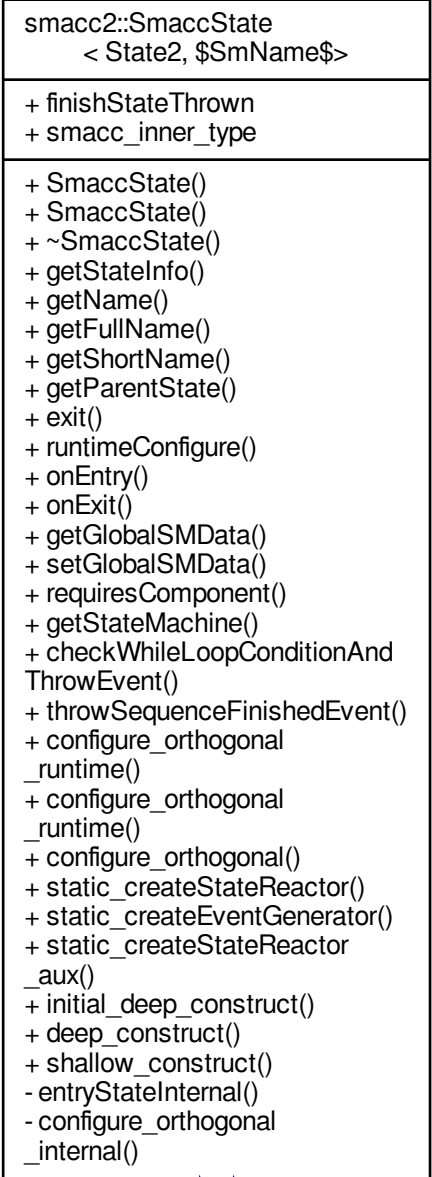 smacc2::SmaccState
< State2, $SmName$>
+ finishStateThrown
+ smacc_inner_type
+ SmaccState()
+ SmaccState()
+ ~SmaccState()
+ getStateInfo()
+ getName()
+ getFullName()
+ getShortName()
+ getParentState()
+ exit()
+ runtimeConfigure()
+ onEntry()
+ onExit()
+ getGlobalSMData()
+ setGlobalSMData()
+ requiresComponent()
+ getStateMachine()
+ checkWhileLoopConditionAnd
ThrowEvent()
+ throwSequenceFinishedEvent()
+ configure_orthogonal
_runtime()
+ configure_orthogonal
_runtime()
+ configure_orthogonal()
+ static_createStateReactor()
+ static_createEventGenerator()
+ static_createStateReactor
_aux()
+ initial_deep_construct()
+ deep_construct()
+ shallow_construct()
- entryStateInternal()
- configure_orthogonal
_internal()